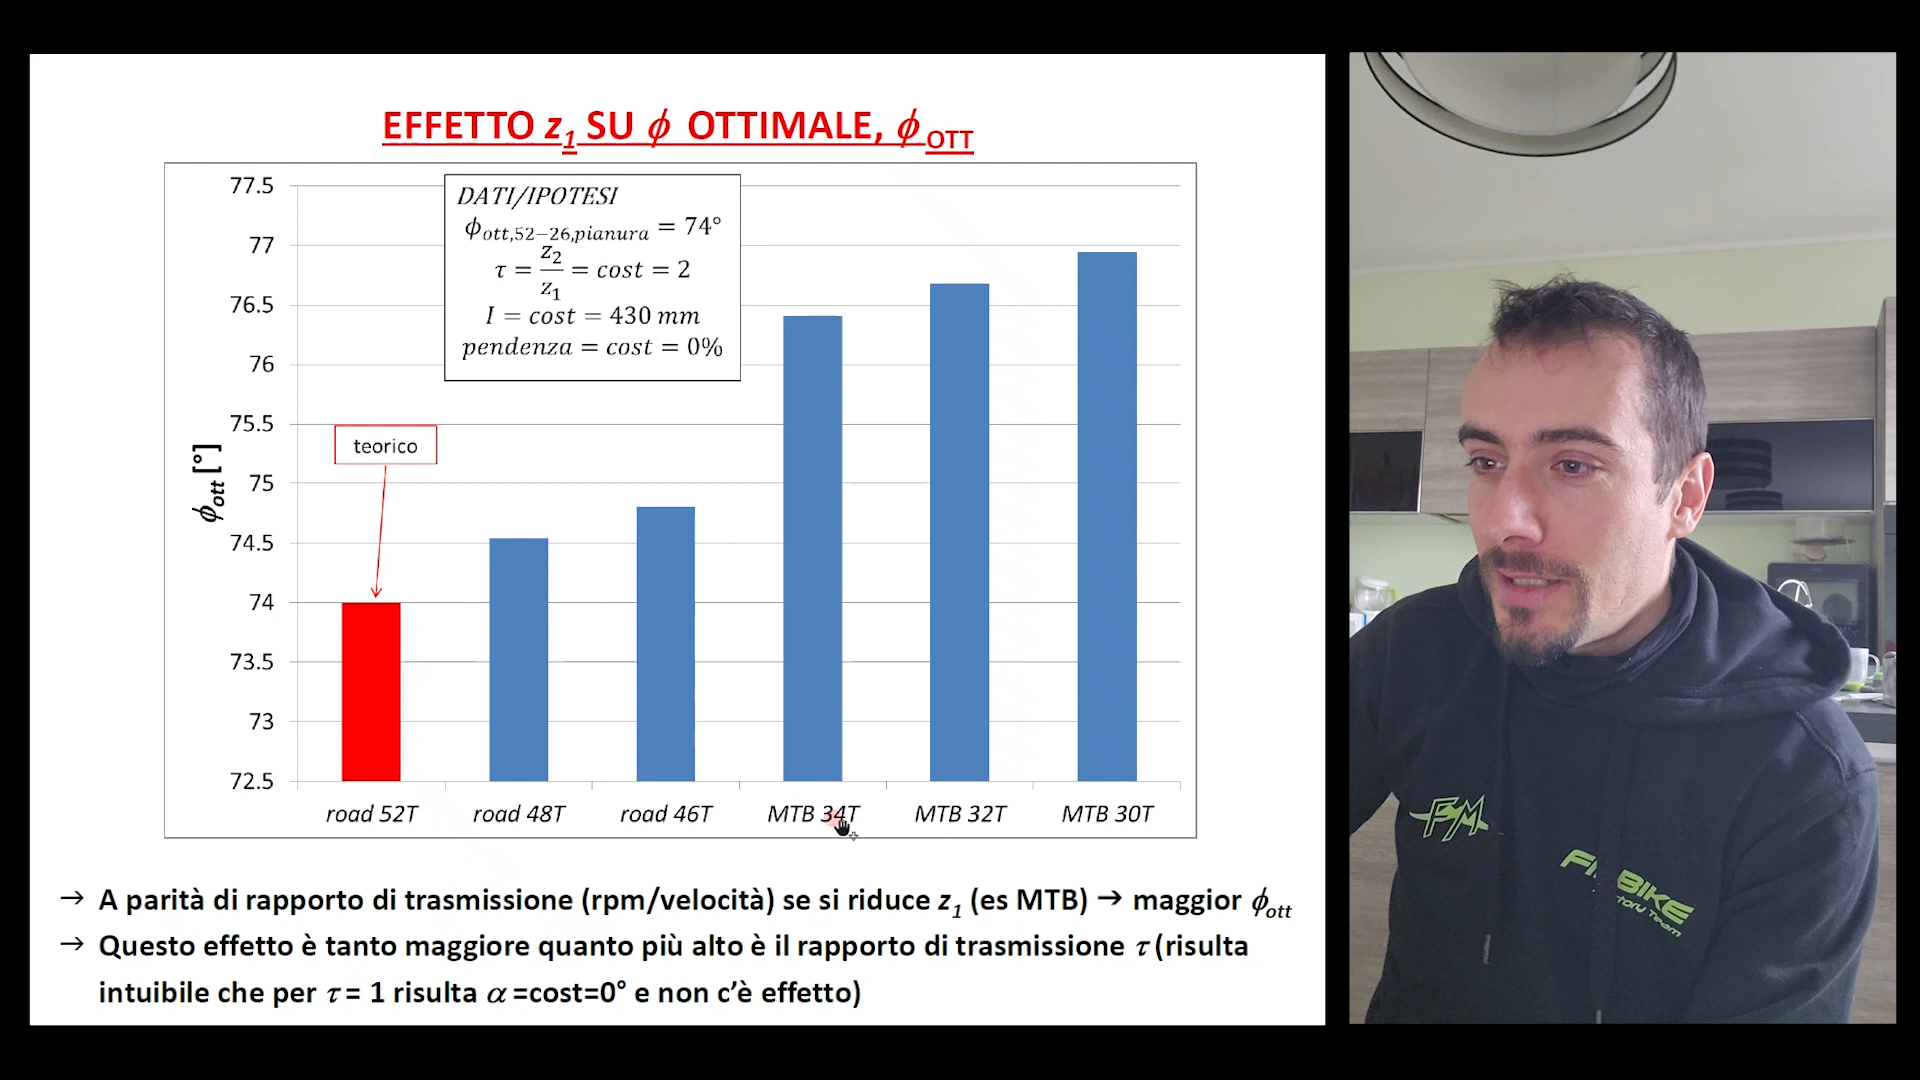 EFFETTO z1 SU ϕ OTTIMALE, ϕOTT
77.5
77
76.5
76
75.5
75
74.5
74
73.5
73
72.5
ϕott [°]
DATI/IPOTESI
ϕott,52−26,pianura = 74°
τ = z2/z1 = cost = 2
I = cost = 430 mm
pendenza = cost = 0%
teorico
road 52T road 48T road 46T MTB 34T MTB 32T MTB 30T
→ A parità di rapporto di trasmissione (rpm/velocità) se si riduce z1 (es MTB) → maggior ϕott
→ Questo effetto è tanto maggiore quanto più alto è il rapporto di trasmissione τ (risulta
intuibile che per τ = 1 risulta α =cost=0° e non c'è effetto)
FM
BIKE
Team